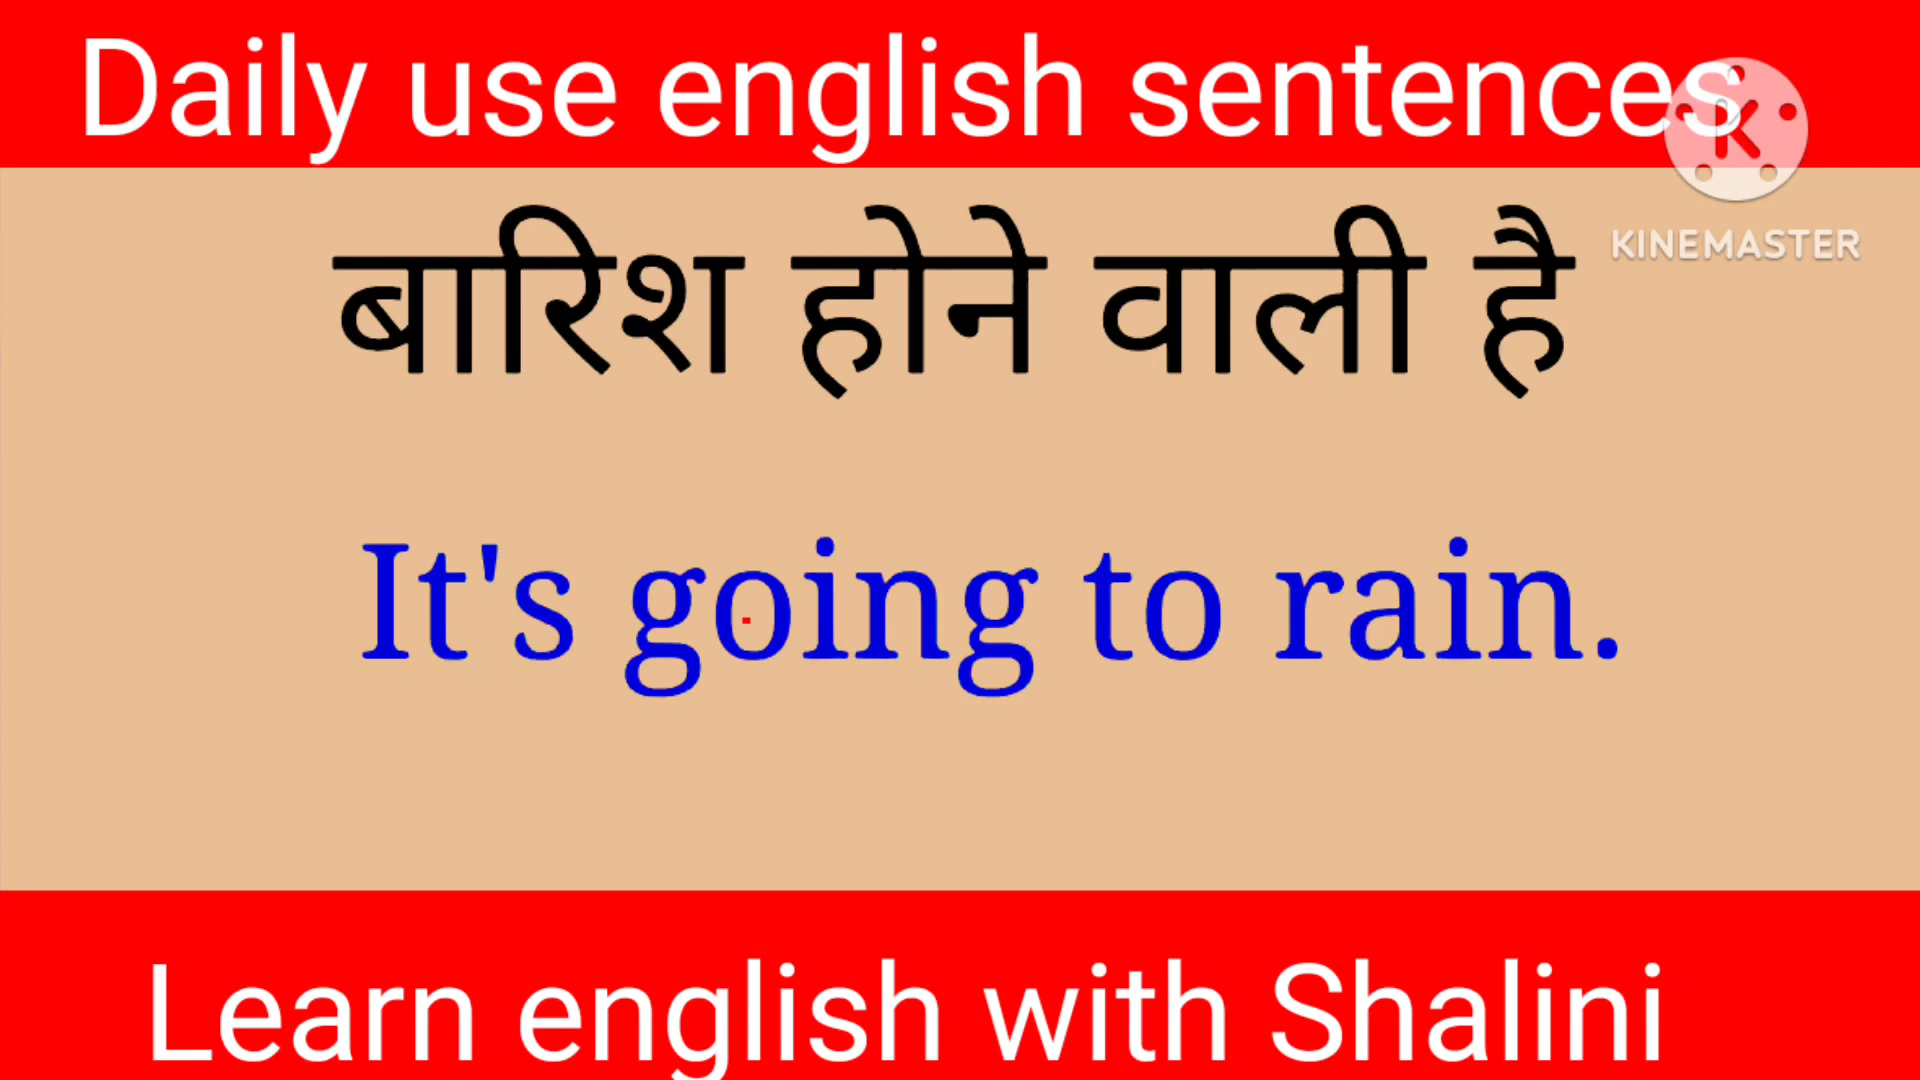 Daily use english sentences
K
KINEMASTER
बारिश होने वाली है
It's going to rain.
Learn english with Shalini